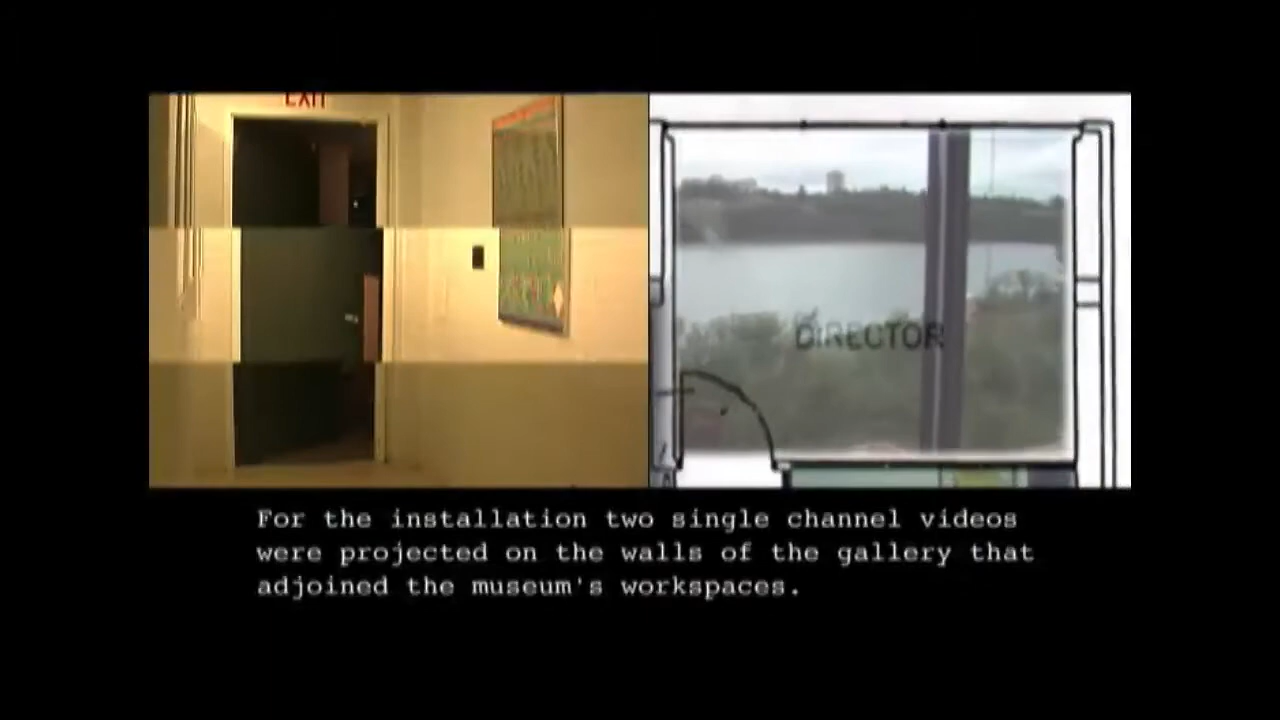 EXIT
DIRECTOR
For the installation two single channel videos
were projected on the walls of the gallery that
adjoined the museum's workspaces.